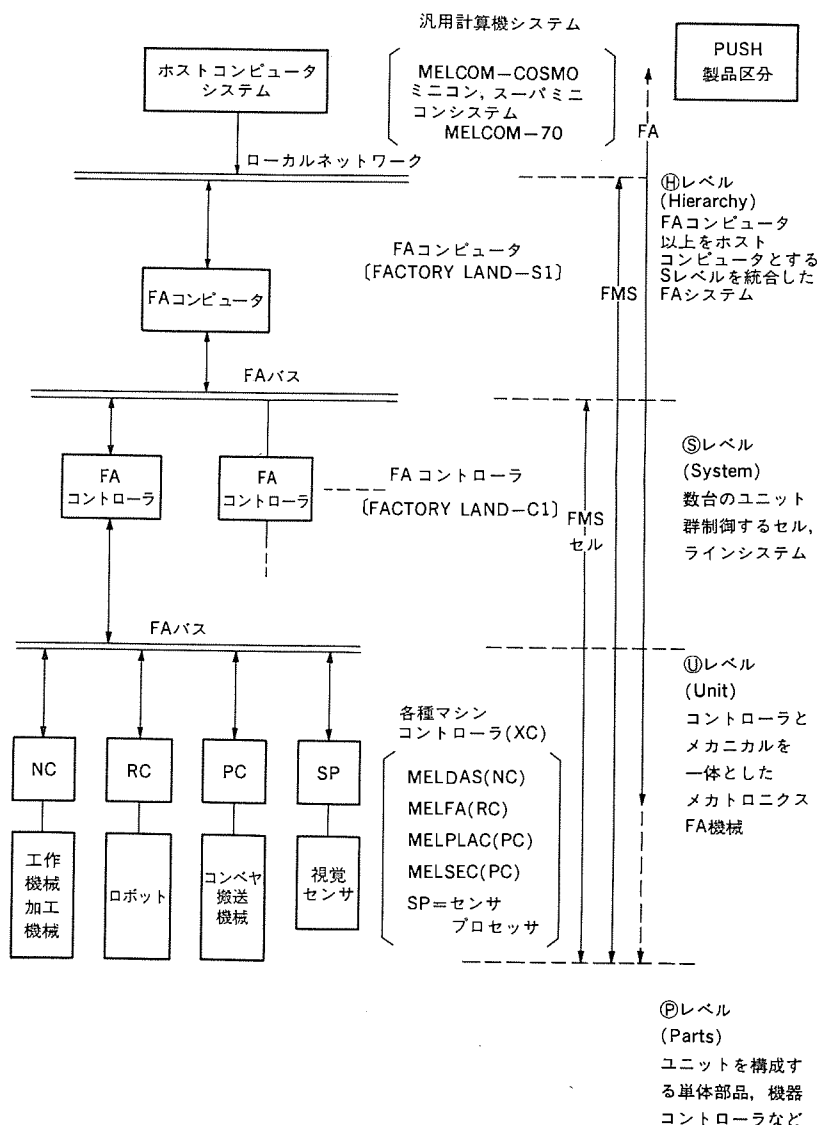 汎用計算機システム
ホストコンピュータ
システム
MELCOM-COSMO
ミニコン,スーパミニ
コンシステム
MELCOM-70
PUSH
製品区分
FA
ローカルネットワーク
Ⓗレベル
(Hierarchy)
FAコンピュータ
以上をホスト
コンピュータとする
Sレベルを統合した
FAシステム
FAコンピュータ
〔FACTORY LAND-S1〕
FMS
FAコンピュータ
FAバス
FA
コントローラ
FA
コントローラ
FAコントローラ
〔FACTORY LAND-C1〕
FMS
セル
Ⓢレベル
(System)
数台のユニット
群制御するセル,
ラインシステム
FAバス
Ⓤレベル
(Unit)
コントローラと
メカニカルを
一体とした
メカトロニクス
FA機械
各種マシン
コントローラ(XC)
NC
RC
PC
SP
MELDAS(NC)
MELFA(RC)
MELPLAC(PC)
MELSEC(PC)
SP=センサ
プロセッサ
工作
機械
加工
機械
ロボット
コンベヤ
搬送
機械
視覚
センサ
Ⓟレベル
(Parts)
ユニットを構成す
る単体部品,機器
コントローラなど